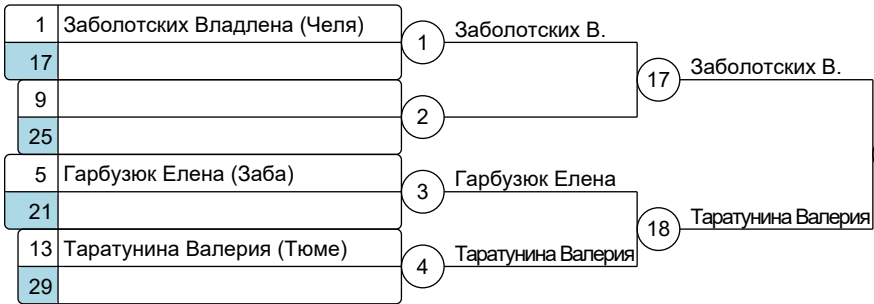 1 Заболотских Владлена (Челя)
17
9
25
5 Гарбузюк Елена (Заба)
21
13 Таратунина Валерия (Тюме)
29
1
2
3
4
Заболотских В.
Гарбузюк Елена
Таратунина Валерия
17
18
Заболотских В.
Таратунина Валерия